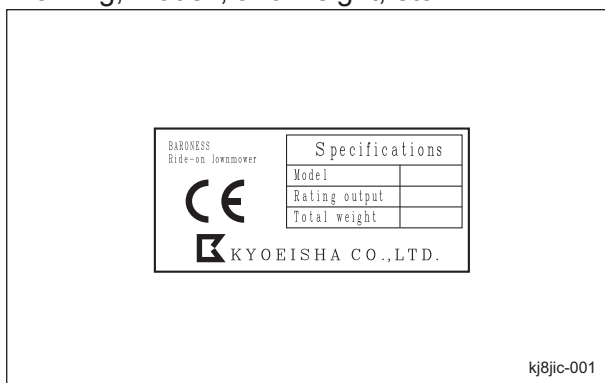 BARONESS
Ride-on lownmower
Specifications
Model
Rating output
Total weight
CE
KYOEISHA CO.,LTD.
kj8jic-001